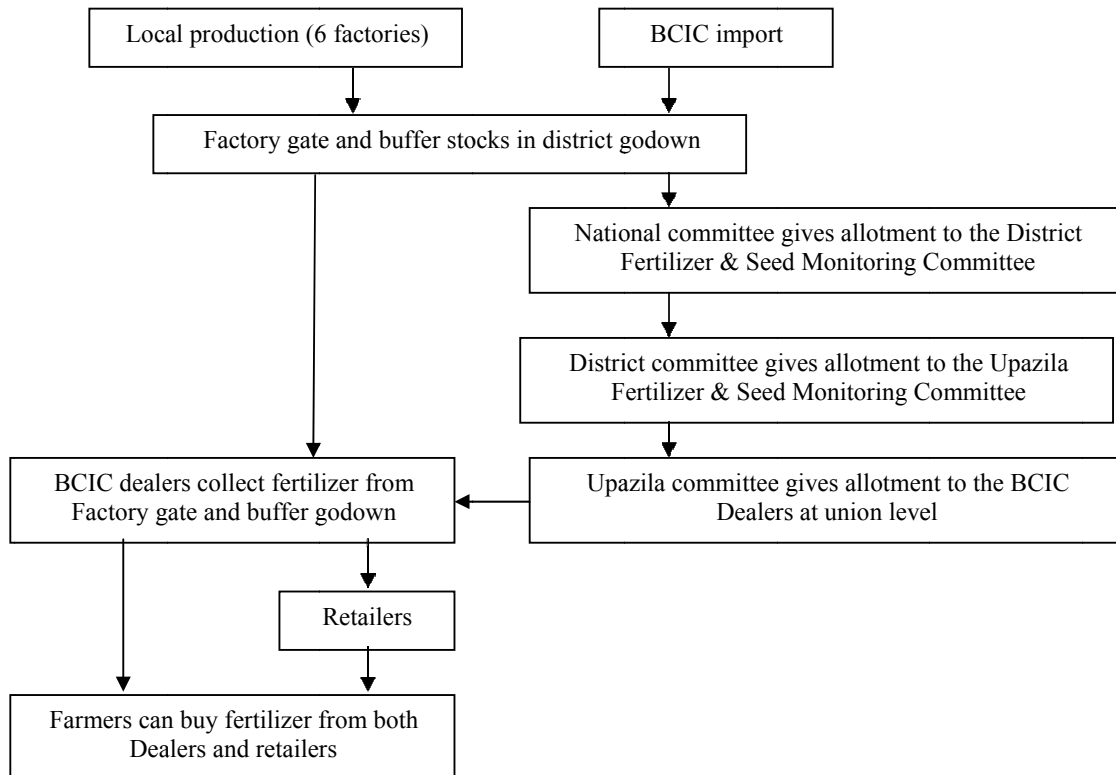 Local production (6 factories)
BCIC import
Factory gate and buffer stocks in district godown
National committee gives allotment to the District
Fertilizer & Seed Monitoring Committee
District committee gives allotment to the Upazila
Fertilizer & Seed Monitoring Committee
BCIC dealers collect fertilizer from
Factory gate and buffer godown
Upazila committee gives allotment to the BCIC
Dealers at union level
Retailers
Farmers can buy fertilizer from both
Dealers and retailers